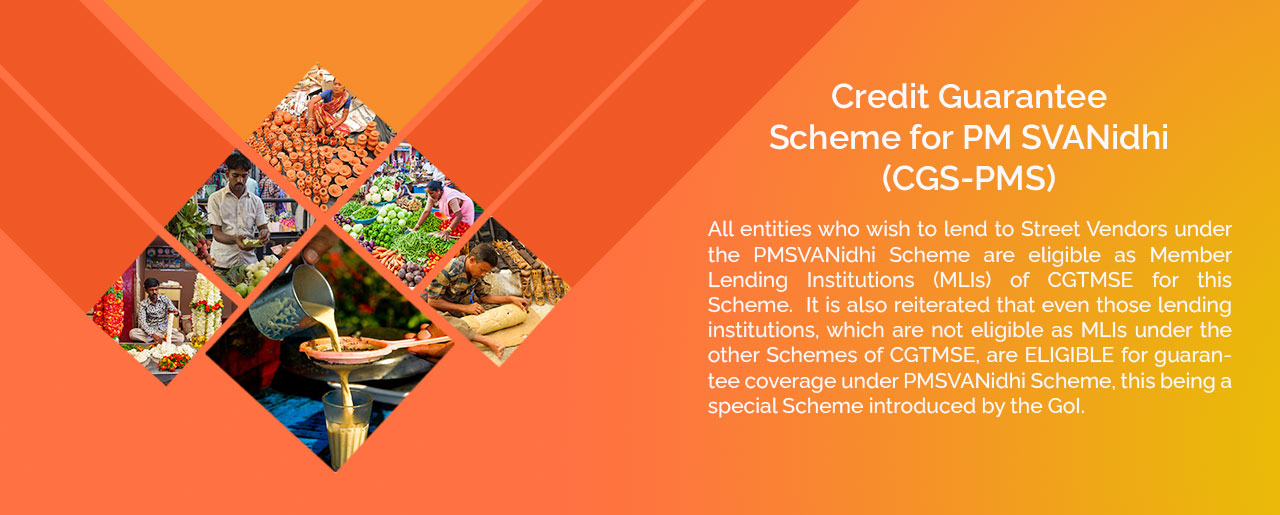 Credit Guarantee
Scheme for PM SVANidhi
(CGS-PMS)
All entities who wish to lend to Street Vendors under
the PMSVANidhi Scheme are eligible as Member
Lending Institutions (MLIs) of CGTMSE for this
Scheme. It is also reiterated that even those lending
institutions, which are not eligible as MLIs under the
other Schemes of CGTMSE, are ELIGIBLE for guaran-
tee coverage under PMSVANidhi Scheme, this being a
special Scheme introduced by the GoI.